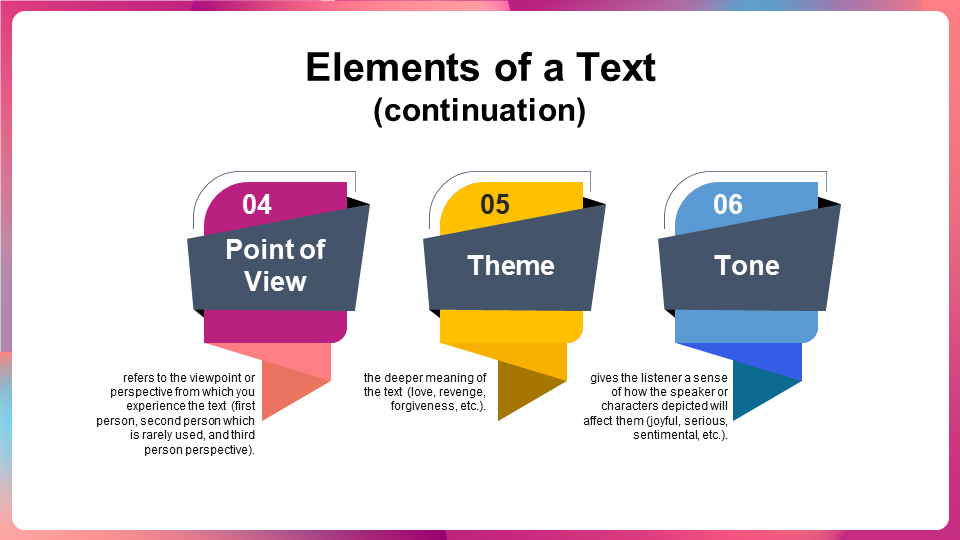 Elements of a Text
(continuation)
04
Point of
View
refers to the viewpoint or
perspective from which you
experience the text (first
person, second person which
is rarely used, and third
person perspective).
05
Theme
the deeper meaning of
the text (love, revenge,
forgiveness, etc.).
06
Tone
gives the listener a sense
of how the speaker or
characters depicted will
affect them (joyful, serious,
sentimental, etc.).